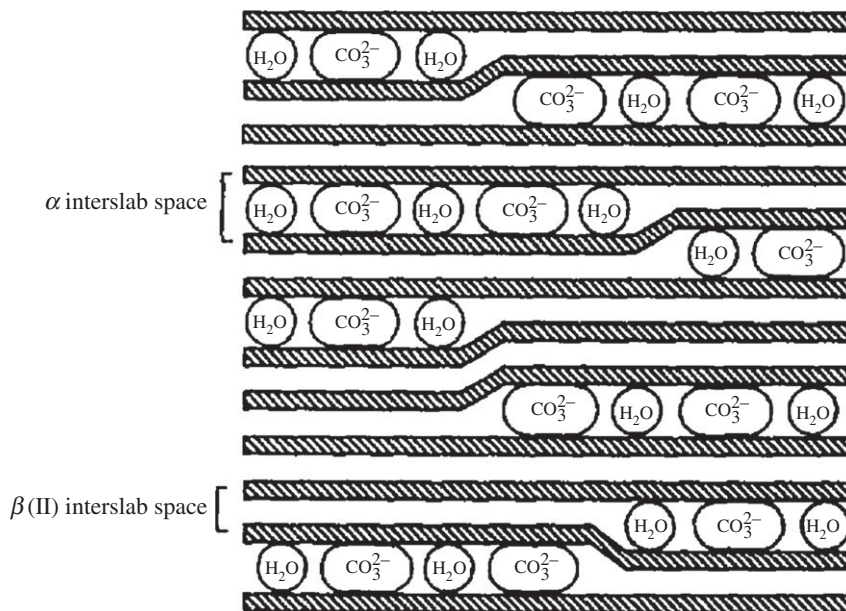 H₂O CO₃²⁻ H₂O
CO₃²⁻ H₂O CO₃²⁻ H₂O
α interslab space
H₂O CO₃²⁻ H₂O CO₃²⁻ H₂O
H₂O CO₃²⁻
H₂O CO₃²⁻ H₂O
CO₃²⁻ H₂O CO₃²⁻ H₂O
β (II) interslab space
H₂O CO₃²⁻ H₂O
H₂O CO₃²⁻ H₂O CO₃²⁻